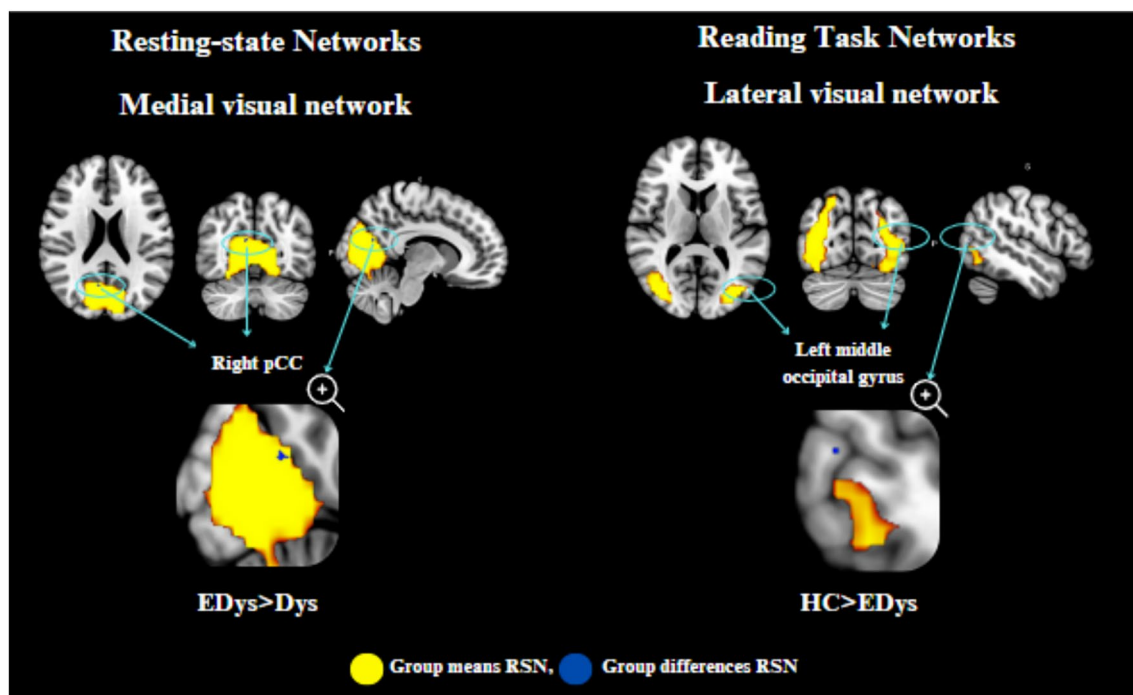 Resting-state Networks
Medial visual network
Right pCC
EDys>Dys
Reading Task Networks
Lateral visual network
P
Left middle
occipital gyrus
HC>EDys
Group means RSN, Group differences RSN